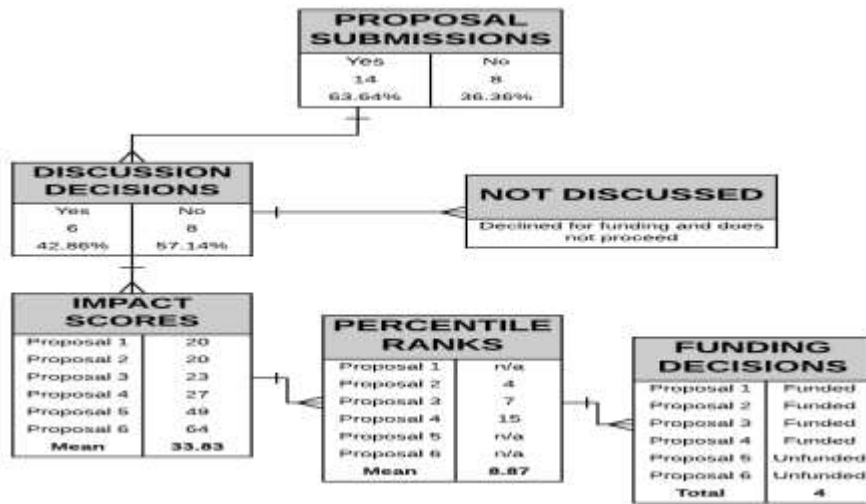 PROPOSAL
SUBMISSIONS
Yes No
14 8
63.64% 36.36%
DISCUSSION
DECISIONS
Yes No
6 8
42.86% 57.14%
NOT DISCUSSED
Declined for funding and does
not proceed
IMPACT
SCORES
Proposal 1 20
Proposal 2 20
Proposal 3 23
Proposal 4 27
Proposal 5 49
Proposal 6 64
Mean 33.83
PERCENTILE
RANKS
Proposal 1 n/a
Proposal 2 4
Proposal 3 7
Proposal 4 15
Proposal 5 n/a
Proposal 6 n/a
Mean 8.87
FUNDING
DECISIONS
Proposal 1 Funded
Proposal 2 Funded
Proposal 3 Funded
Proposal 4 Funded
Proposal 5 Unfunded
Proposal 6 Unfunded
Total 4